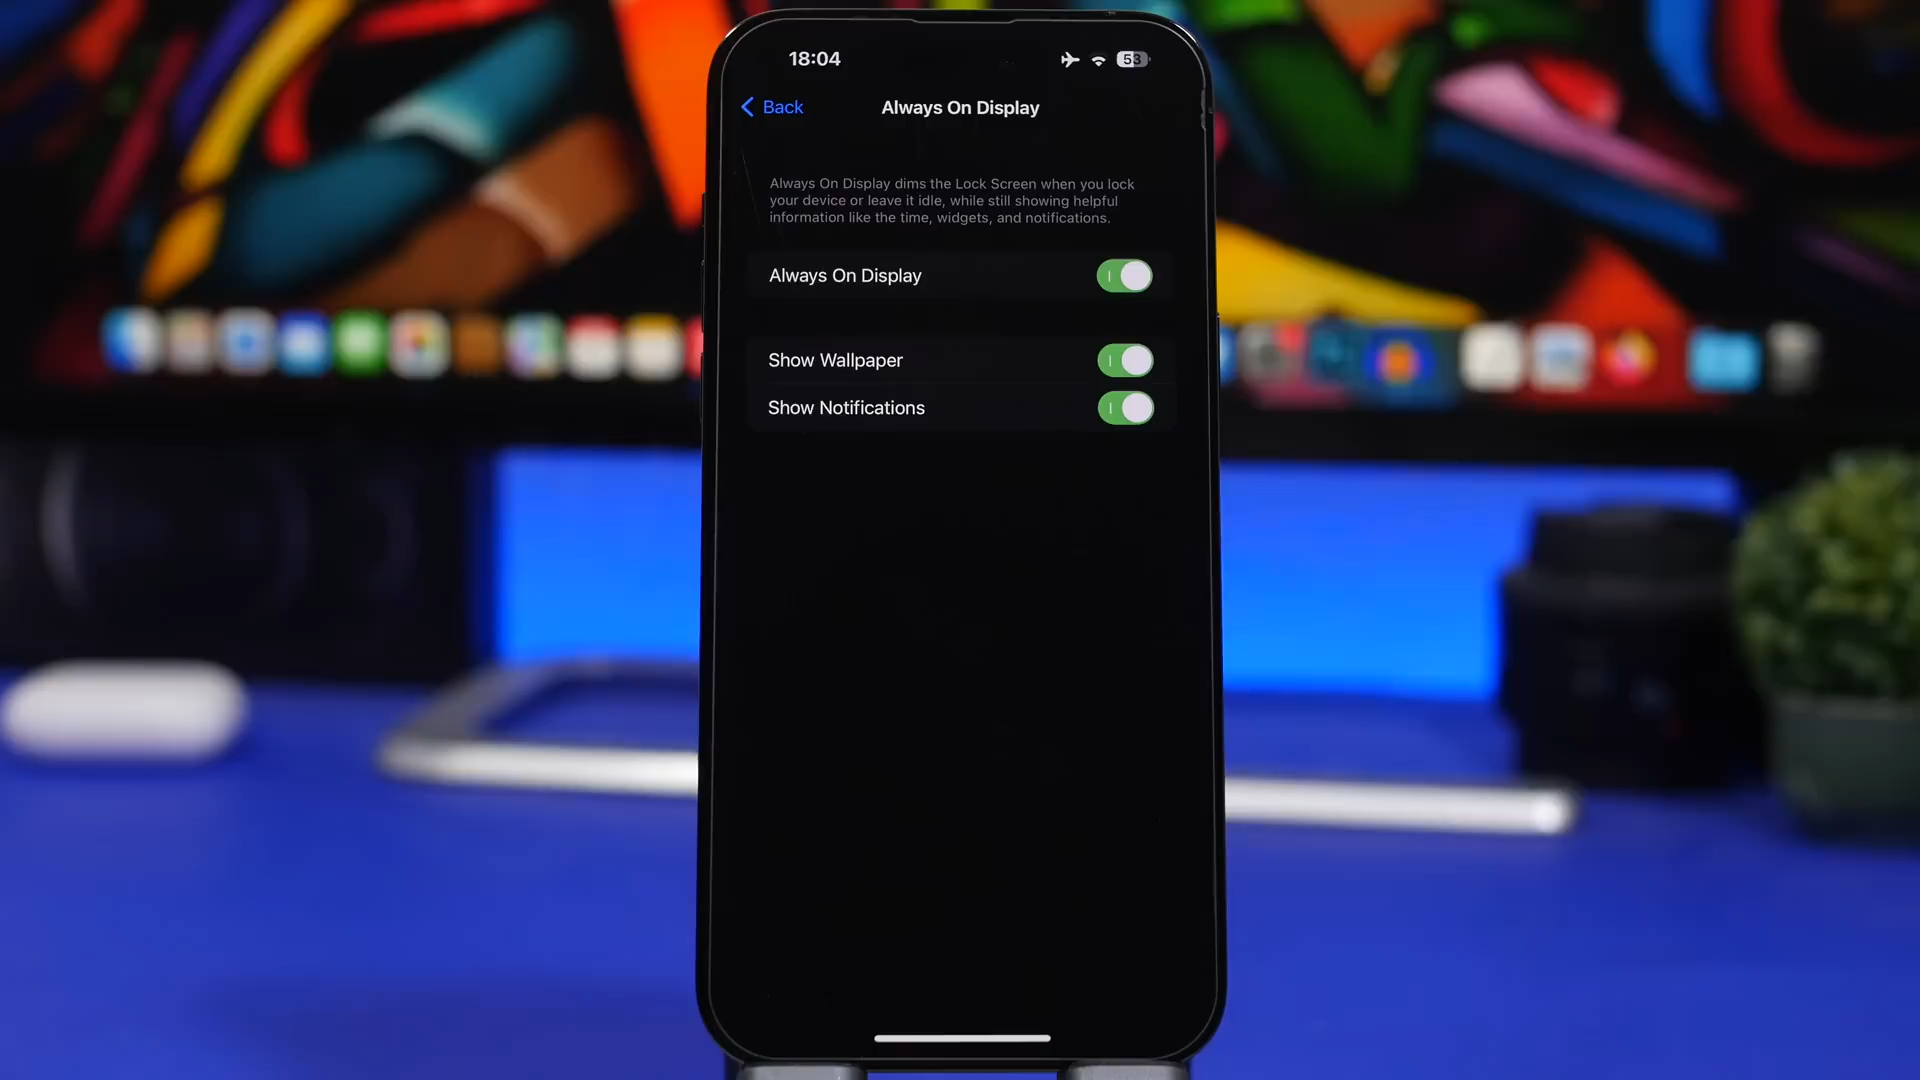 18:04
53
Back
Always On Display
Always On Display dims the Lock Screen when you lock
your device or leave it idle, while still showing helpful
information like the time, widgets, and notifications.
Always On Display
Show Wallpaper
Show Notifications